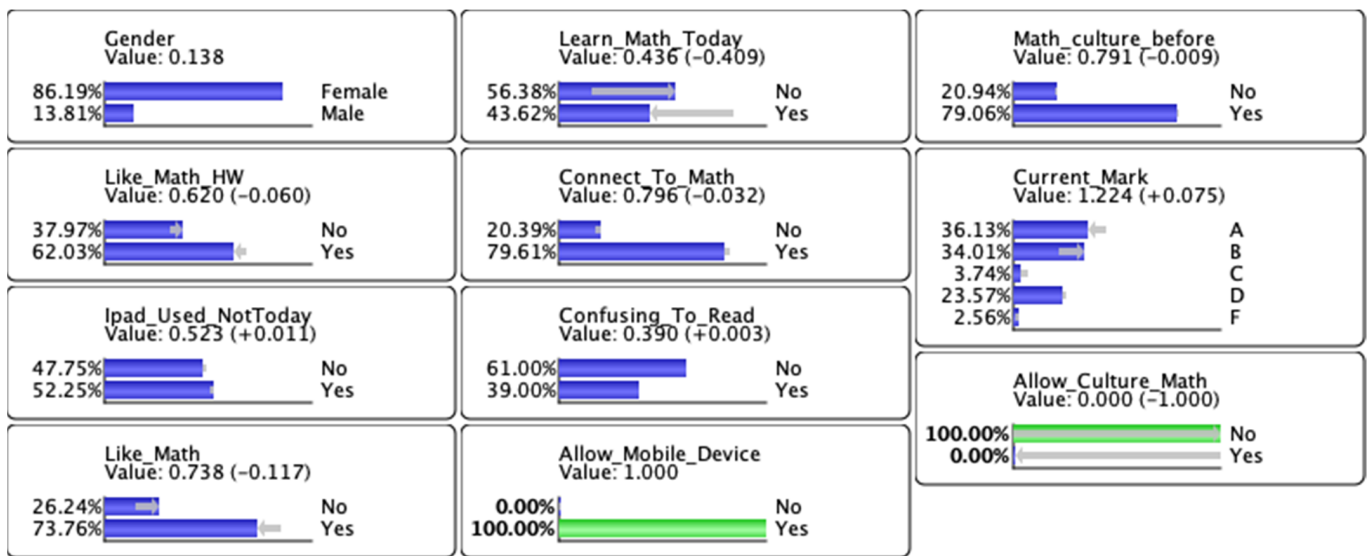 Gender
Value: 0.138
86.19% Female
13.81% Male
Like_Math_HW
Value: 0.620 (−0.060)
37.97% No
62.03% Yes
Ipad_Used_NotToday
Value: 0.523 (+0.011)
47.75% No
52.25% Yes
Like_Math
Value: 0.738 (−0.117)
26.24% No
73.76% Yes
Learn_Math_Today
Value: 0.436 (−0.409)
56.38% No
43.62% Yes
Connect_To_Math
Value: 0.796 (−0.032)
20.39% No
79.61% Yes
Confusing_To_Read
Value: 0.390 (+0.003)
61.00% No
39.00% Yes
Allow_Mobile_Device
Value: 1.000
0.00% No
100.00% Yes
Math_culture_before
Value: 0.791 (−0.009)
20.94% No
79.06% Yes
Current_Mark
Value: 1.224 (+0.075)
36.13% A
34.01% B
3.74% C
23.57% D
2.56% F
Allow_Culture_Math
Value: 0.000 (−1.000)
100.00% No
0.00% Yes